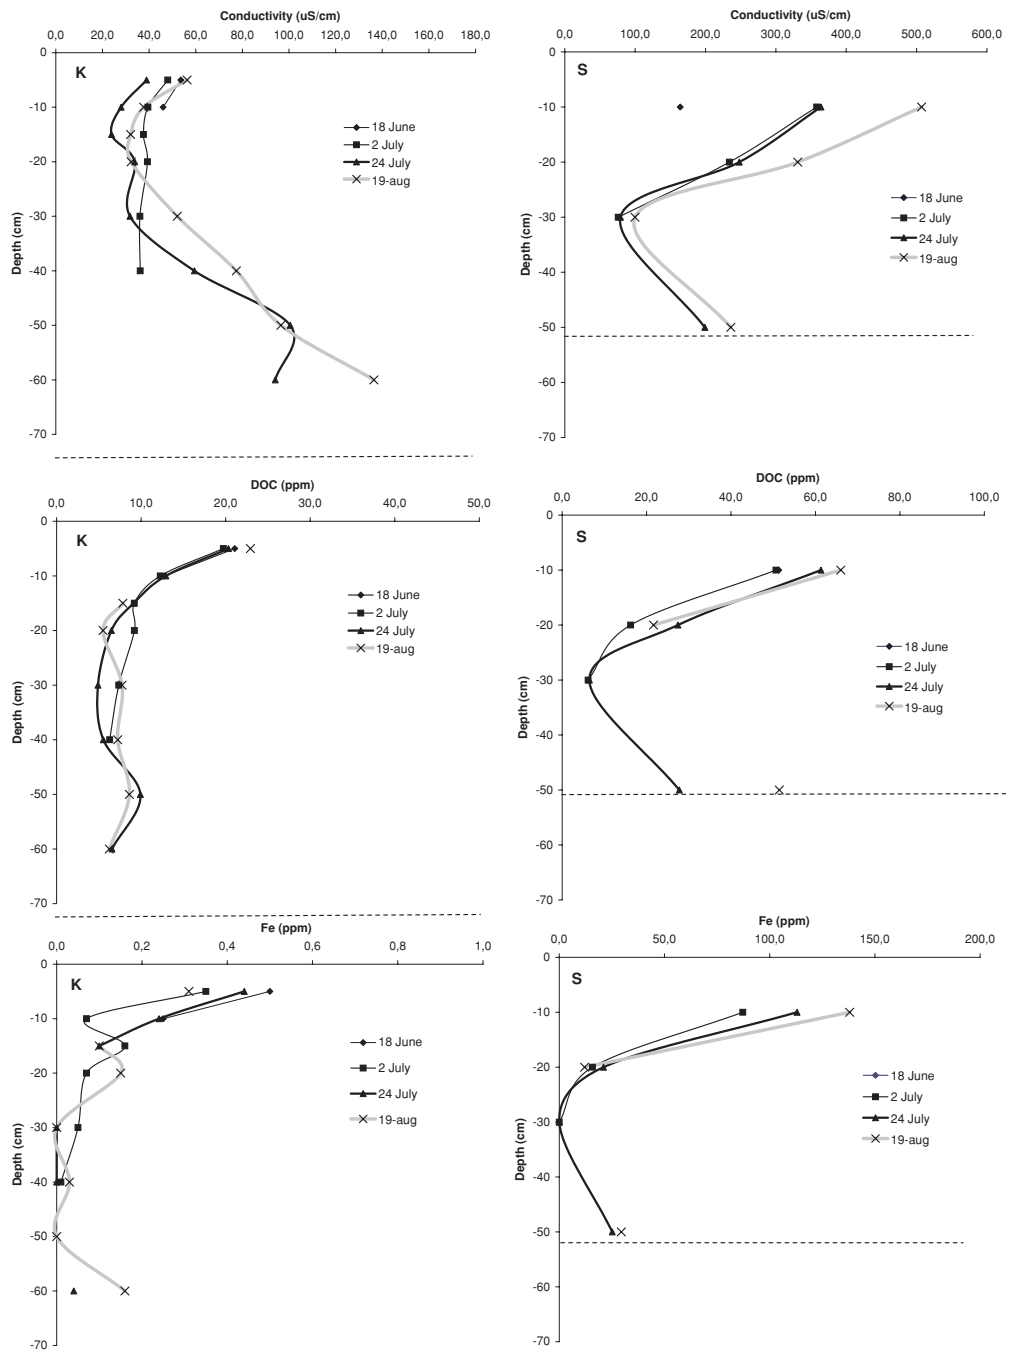 Conductivity (uS/cm)
0,0 20,0 40,0 60,0 80,0 100,0 120,0 140,0 160,0 180,0
0
-10
-20
-30
-40
-50
-60
-70
Depth (cm)
K
18 June
2 July
24 July
19-aug
Conductivity (uS/cm)
0,0 100,0 200,0 300,0 400,0 500,0 600,0
0
-10
-20
-30
-40
-50
-60
-70
Depth (cm)
S
18 June
2 July
24 July
19-aug
DOC (ppm)
0,0 10,0 20,0 30,0 40,0 50,0
0
-10
-20
-30
-40
-50
-60
-70
Depth (cm)
K
18 June
2 July
24 July
19-aug
DOC (ppm)
0,0 20,0 40,0 60,0 80,0 100,0
0
-10
-20
-30
-40
-50
-60
-70
Depth (cm)
S
18 June
2 July
24 July
19-aug
Fe (ppm)
0,0 0,2 0,4 0,6 0,8 1,0
0
-10
-20
-30
-40
-50
-60
-70
Depth (cm)
K
18 June
2 July
24 July
19-aug
Fe (ppm)
0,0 50,0 100,0 150,0 200,0
0
-10
-20
-30
-40
-50
-60
-70
Depth (cm)
S
18 June
2 July
24 July
19-aug